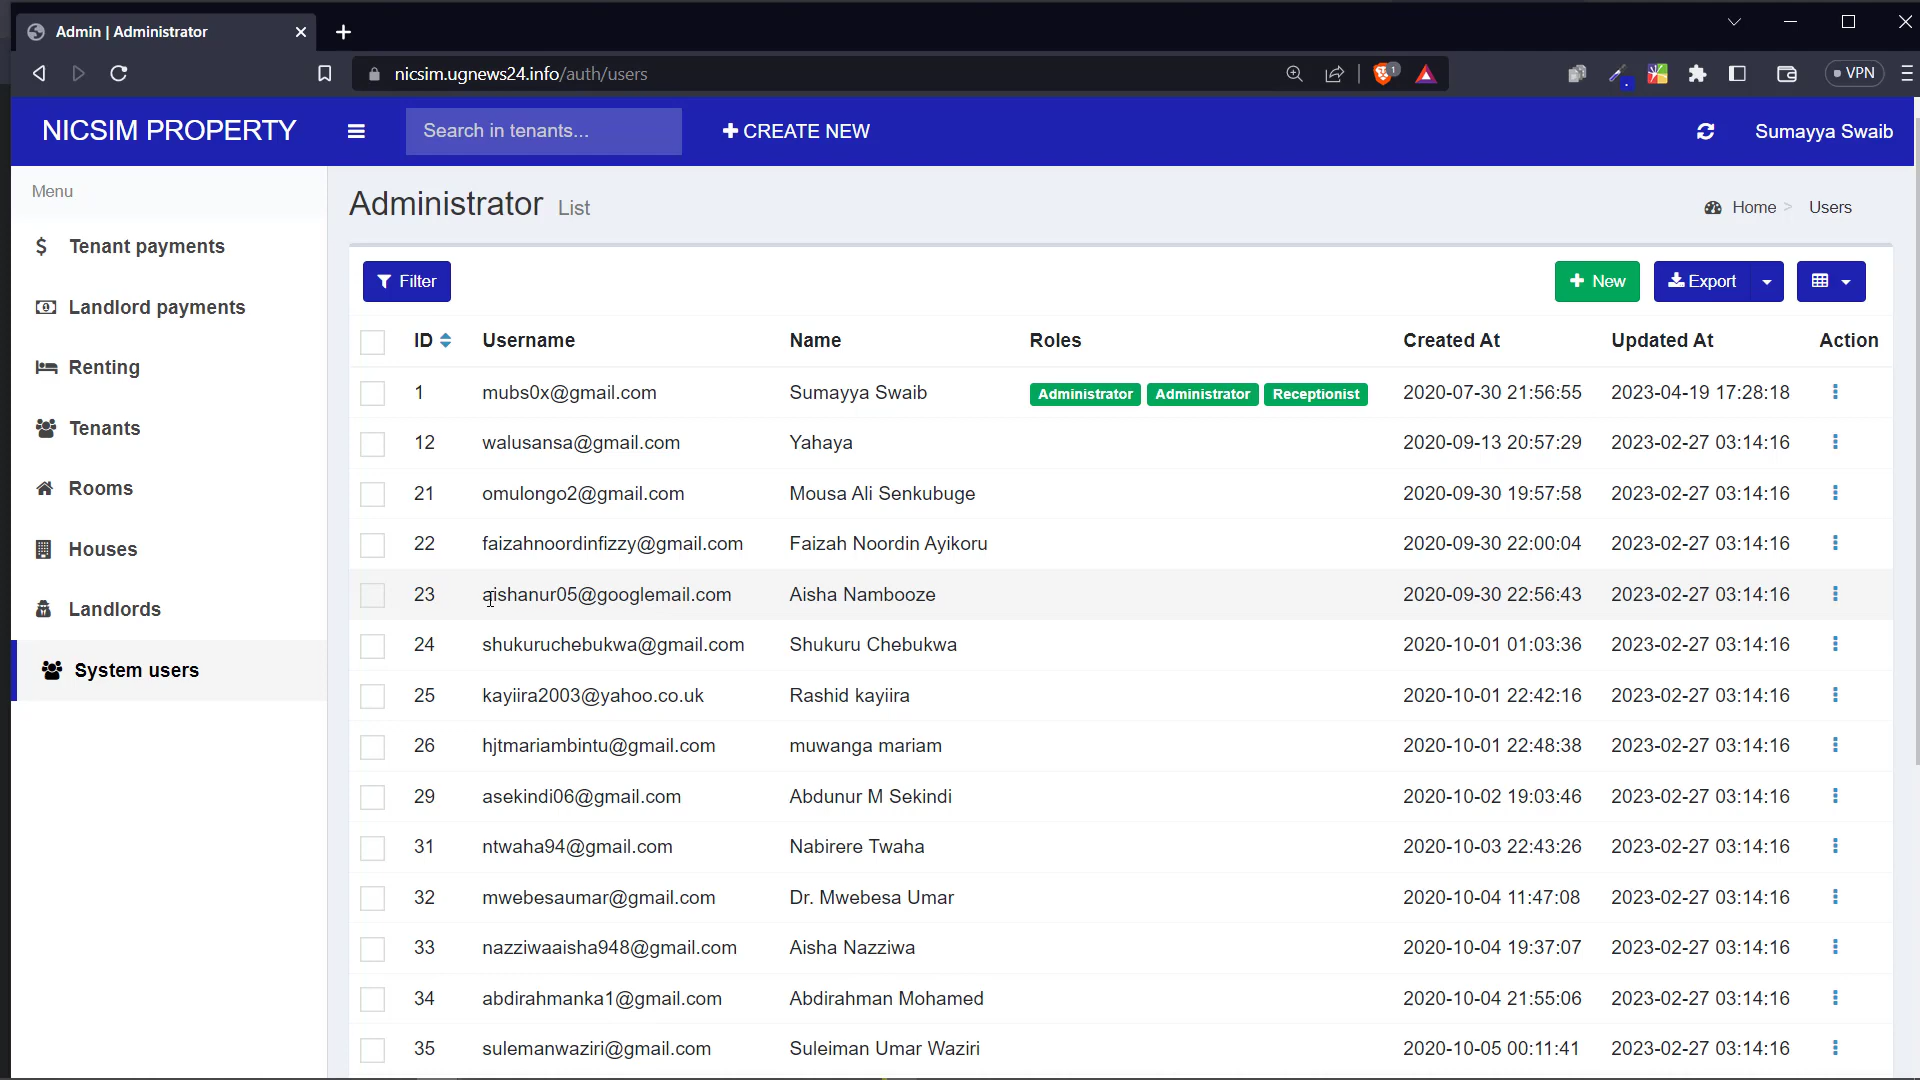 Admin | Administrator
nicsim.ugnews24.info/auth/users
1
VPN
NICSIM PROPERTY
Search in tenants...
CREATE NEW
Sumayya Swaib
Menu
Tenant payments
Landlord payments
Renting
Tenants
Rooms
Houses
Landlords
System users
Administrator List
Home > Users
Filter
New
Export
ID Username Name Roles Created At Updated At Action
1 mubs0x@gmail.com Sumayya Swaib Administrator Administrator Receptionist 2020-07-30 21:56:55 2023-04-19 17:28:18
12 walusansa@gmail.com Yahaya 2020-09-13 20:57:29 2023-02-27 03:14:16
21 omulongo2@gmail.com Mousa Ali Senkubuge 2020-09-30 19:57:58 2023-02-27 03:14:16
22 faizahnoordinfizzy@gmail.com Faizah Noordin Ayikoru 2020-09-30 22:00:04 2023-02-27 03:14:16
23 aishanur05@googlemail.com Aisha Nambooze 2020-09-30 22:56:43 2023-02-27 03:14:16
24 shukuruchebukwa@gmail.com Shukuru Chebukwa 2020-10-01 01:03:36 2023-02-27 03:14:16
25 kayiira2003@yahoo.co.uk Rashid kayiira 2020-10-01 22:42:16 2023-02-27 03:14:16
26 hjtmariambintu@gmail.com muwanga mariam 2020-10-01 22:48:38 2023-02-27 03:14:16
29 asekindi06@gmail.com Abdunur M Sekindi 2020-10-02 19:03:46 2023-02-27 03:14:16
31 ntwaha94@gmail.com Nabirere Twaha 2020-10-03 22:43:26 2023-02-27 03:14:16
32 mwebesaumar@gmail.com Dr. Mwebesa Umar 2020-10-04 11:47:08 2023-02-27 03:14:16
33 nazziwaaisha948@gmail.com Aisha Nazziwa 2020-10-04 19:37:07 2023-02-27 03:14:16
34 abdirahmanka1@gmail.com Abdirahman Mohamed 2020-10-04 21:55:06 2023-02-27 03:14:16
35 sulemanwaziri@gmail.com Suleiman Umar Waziri 2020-10-05 00:11:41 2023-02-27 03:14:16